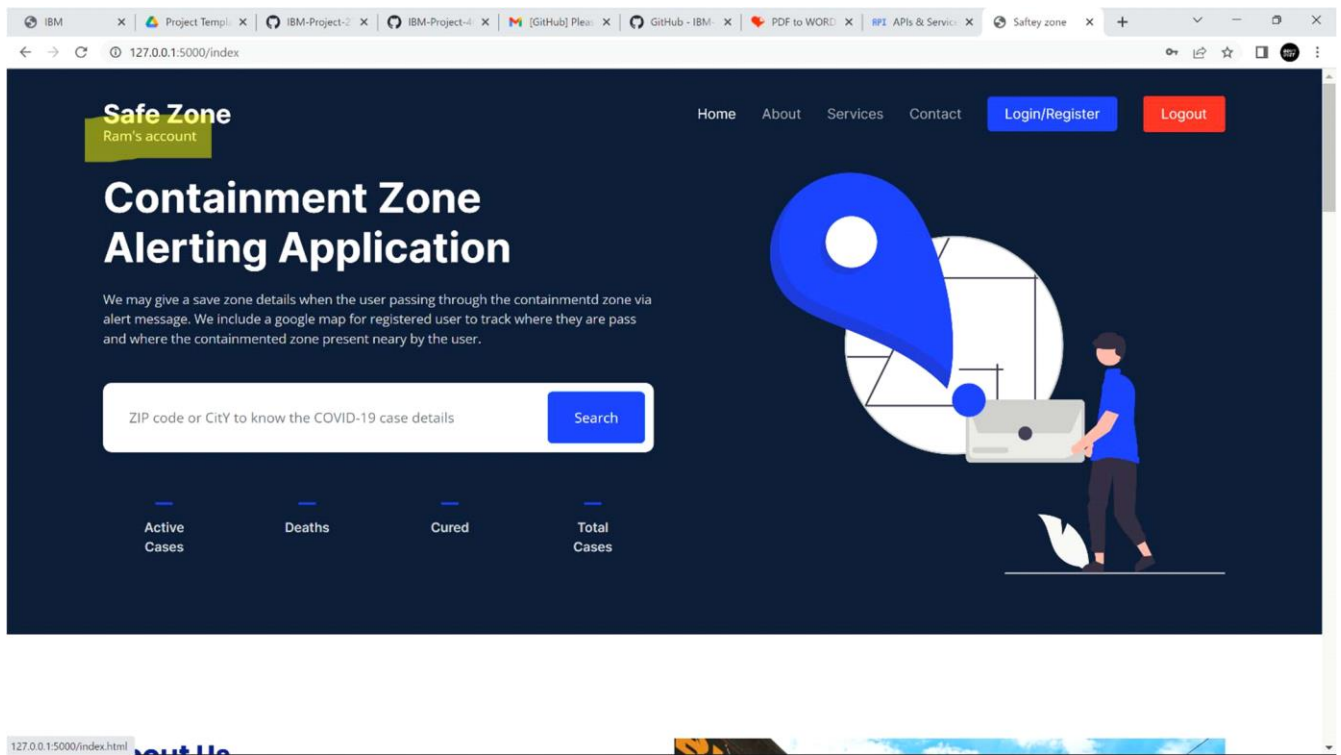 IBM
Project Templ
IBM-Project-2
IBM-Project-4
[GitHub] Plea
GitHub - IBM-
PDF to WORD
API APIs & Servic
Saftey zone
127.0.0.1:5000/index
Safe Zone
Ram's account
Home About Services Contact Login/Register Logout
Containment Zone
Alerting Application
We may give a save zone details when the user passing through the containmentd zone via
alert message. We include a google map for registered user to track where they are pass
and where the containmented zone present neary by the user.
ZIP code or CitY to know the COVID-19 case details
Search
Active
Cases
Deaths
Cured
Total
Cases
127.0.0.1:5000/index.html
out Us